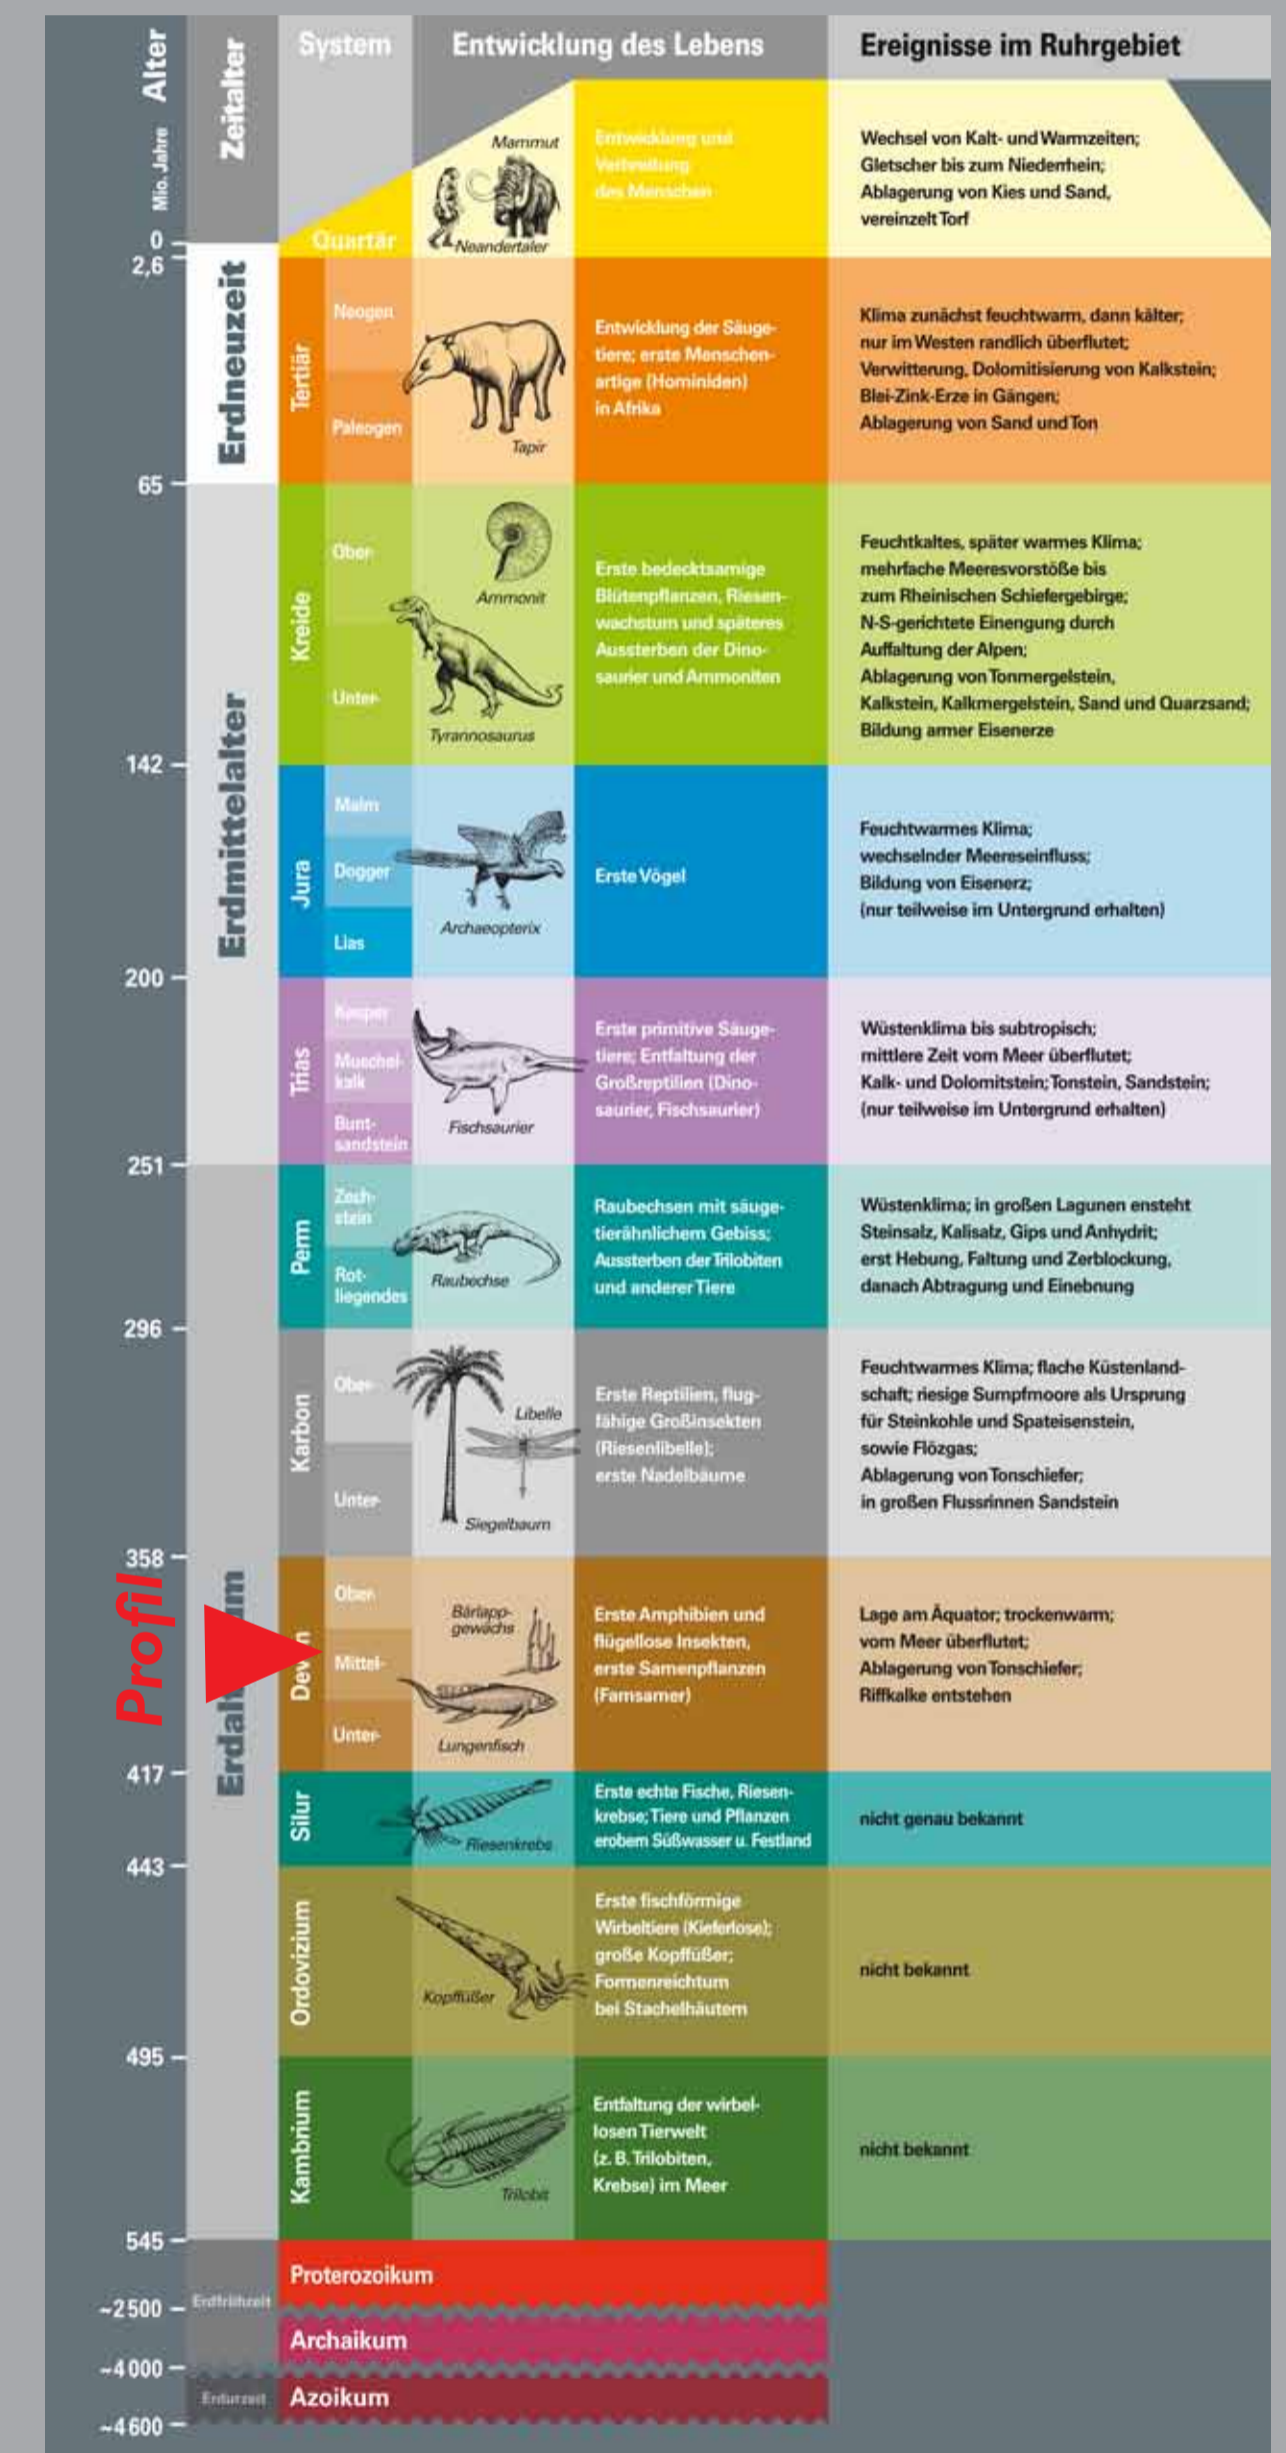 Alter
Mio. Jahre
Zeitalter
System
Entwicklung des Lebens
Ereignisse im Ruhrgebiet
0
Quartär
Mammut
Neandertaler
Entwicklung und
Verbreitung
des Menschen
Wechsel von Kalt- und Warmzeiten;
Gletscher bis zum Niederrhein;
Ablagerung von Kies und Sand,
vereinzelt Torf
2,6
Erdneuzeit
Tertiär
Neogen
Paleogen
Tapir
Entwicklung der Säuge-
tiere; erste Menschen-
artige (Hominiden)
in Afrika
Klima zunächst feuchtwarm, dann kälter;
nur im Westen randlich überflutet;
Verwitterung, Dolomitisierung von Kalkstein;
Blei-Zink-Erze in Gängen;
Ablagerung von Sand und Ton
65
Erdmittelalter
Kreide
Ober-
Unter-
Ammonit
Tyrannosaurus
Erste bedecktsamige
Blütenpflanzen, Riesen-
wachstum und späteres
Aussterben der Dino-
saurier und Ammoniten
Feuchtkaltes, später warmes Klima;
mehrfache Meeresvorstöße bis
zum Rheinischen Schiefergebirge;
N-S-gerichtete Einengung durch
Auffaltung der Alpen;
Ablagerung von Tonmergelstein,
Kalkstein, Kalkmergelstein, Sand und Quarzsand;
Bildung armer Eisenerze
142
Jura
Malm
Dogger
Lias
Archaeopterix
Erste Vögel
Feuchtwarmes Klima;
wechselnder Meereseinfluss;
Bildung von Eisenerz;
(nur teilweise im Untergrund erhalten)
200
Trias
Keuper
Muschel-
kalk
Bunt-
sandstein
Fischsaurier
Erste primitive Säuge-
tiere; Entfaltung der
Großreptilien (Dino-
saurier, Fischsaurier)
Wüstenklima bis subtropisch;
mittlere Zeit vom Meer überflutet;
Kalk- und Dolomitstein; Tonstein, Sandstein;
(nur teilweise im Untergrund erhalten)
251
Perm
Zech-
stein
Rot-
liegendes
Raubechse
Raubechsen mit säuge-
tierähnlichem Gebiss;
Aussterben der Trilobiten
und anderer Tiere
Wüstenklima; in großen Lagunen ensteht
Steinsalz, Kalisalz, Gips und Anhydrit;
erst Hebung, Faltung und Zerblockung,
danach Abtragung und Einebnung
296
Karbon
Ober-
Unter-
Libelle
Siegelbaum
Erste Reptilien, flug-
fähige Großinsekten
(Riesenlibelle);
erste Nadelbäume
Feuchtwarmes Klima; flache Küstenland-
schaft; riesige Sumpfmoore als Ursprung
für Steinkohle und Spateisenstein,
sowie Flözgas;
Ablagerung von Tonschiefer;
in großen Flussrinnen Sandstein
358
Profil
Ober-
Mittel-
Unter-
Bärlapp-
gewächs
Lungenfisch
Erste Amphibien und
flügellose Insekten,
erste Samenpflanzen
(Farnsamer)
Lage am Äquator; trockenwarm;
vom Meer überflutet;
Ablagerung von Tonschiefer;
Riffkalke entstehen
417
Silur
Riesenkrebs
Erste echte Fische, Riesen-
krebse; Tiere und Pflanzen
erobern Süßwasser u. Festland
nicht genau bekannt
443
Ordovizium
Kopffüßer
Erste fischförmige
Wirbeltiere (Kieferlose);
große Kopffüßer;
Formenreichtum
bei Stachelhäutern
nicht bekannt
495
Kambrium
Trilobit
Entfaltung der wirbel-
losen Tierwelt
(z. B. Trilobiten,
Krebse) im Meer
nicht bekannt
545
Erdfrühzeit
Proterozoikum
~2500
Archaikum
~4000
Erdurzeit
Azoikum
~4600